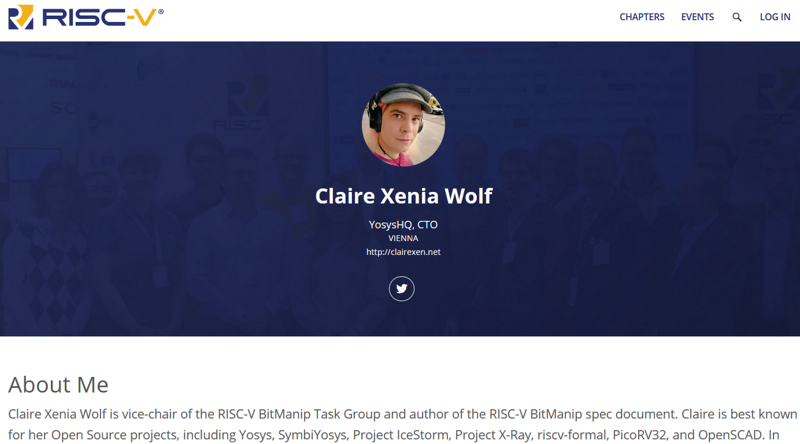 RISC-V®
CHAPTERS EVENTS LOG IN
Claire Xenia Wolf
YosysHQ, CTO
VIENNA
http://clairexen.net
About Me
Claire Xenia Wolf is vice-chair of the RISC-V BitManip Task Group and author of the RISC-V BitManip spec document. Claire is best known
for her Open Source projects, including Yosys, SymbiYosys, Project IceStorm, Project X-Ray, riscv-formal, PicoRV32, and OpenSCAD. In